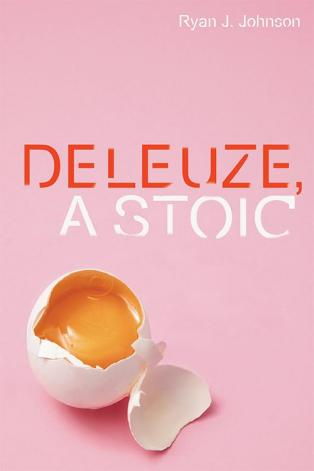 Ryan J. Johnson
DELEUZE,
A STOIC